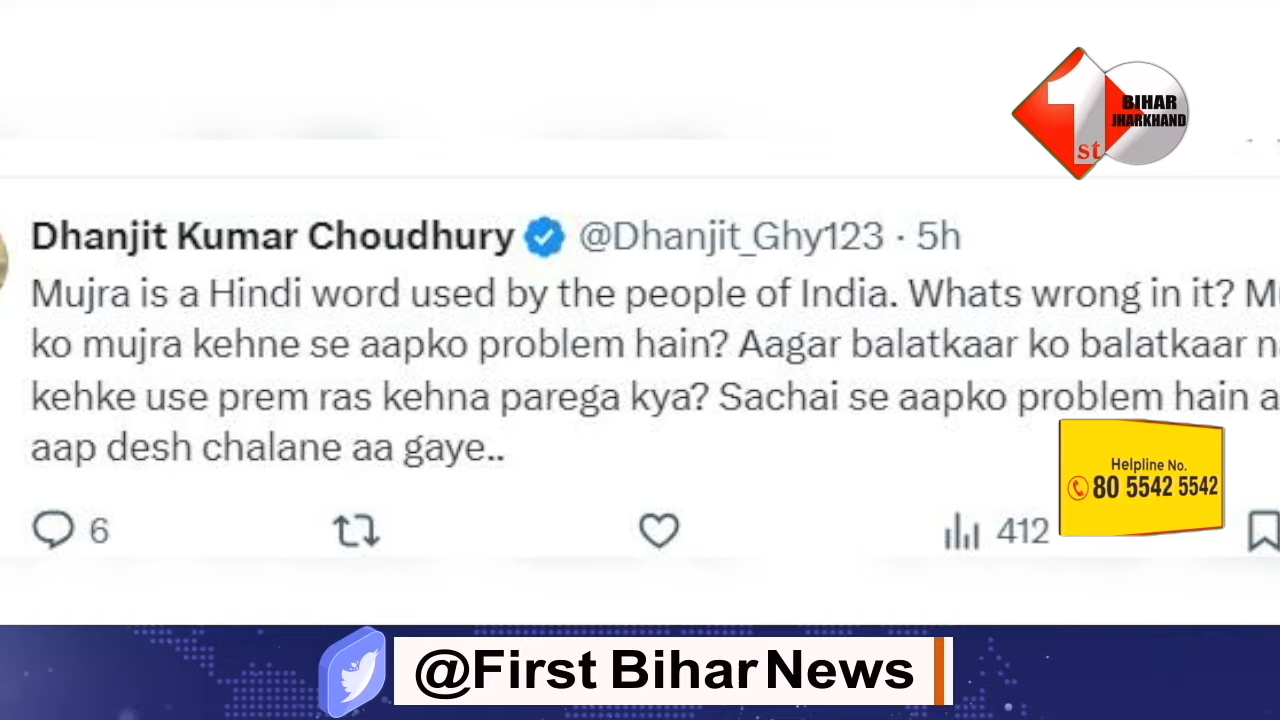 1
st
BIHAR
JHARKHAND
Dhanjit Kumar Choudhury @Dhanjit_Ghy123 · 5h
Mujra is a Hindi word used by the people of India. Whats wrong in it?
ko mujra kehne se aapko problem hain? Aagar balatkaar ko balatkaar
kehke use prem ras kehna parega kya? Sachai se aapko problem hain
aap desh chalane aa gaye..
6
412
Helpline No.
80 5542 5542
@First Bihar News